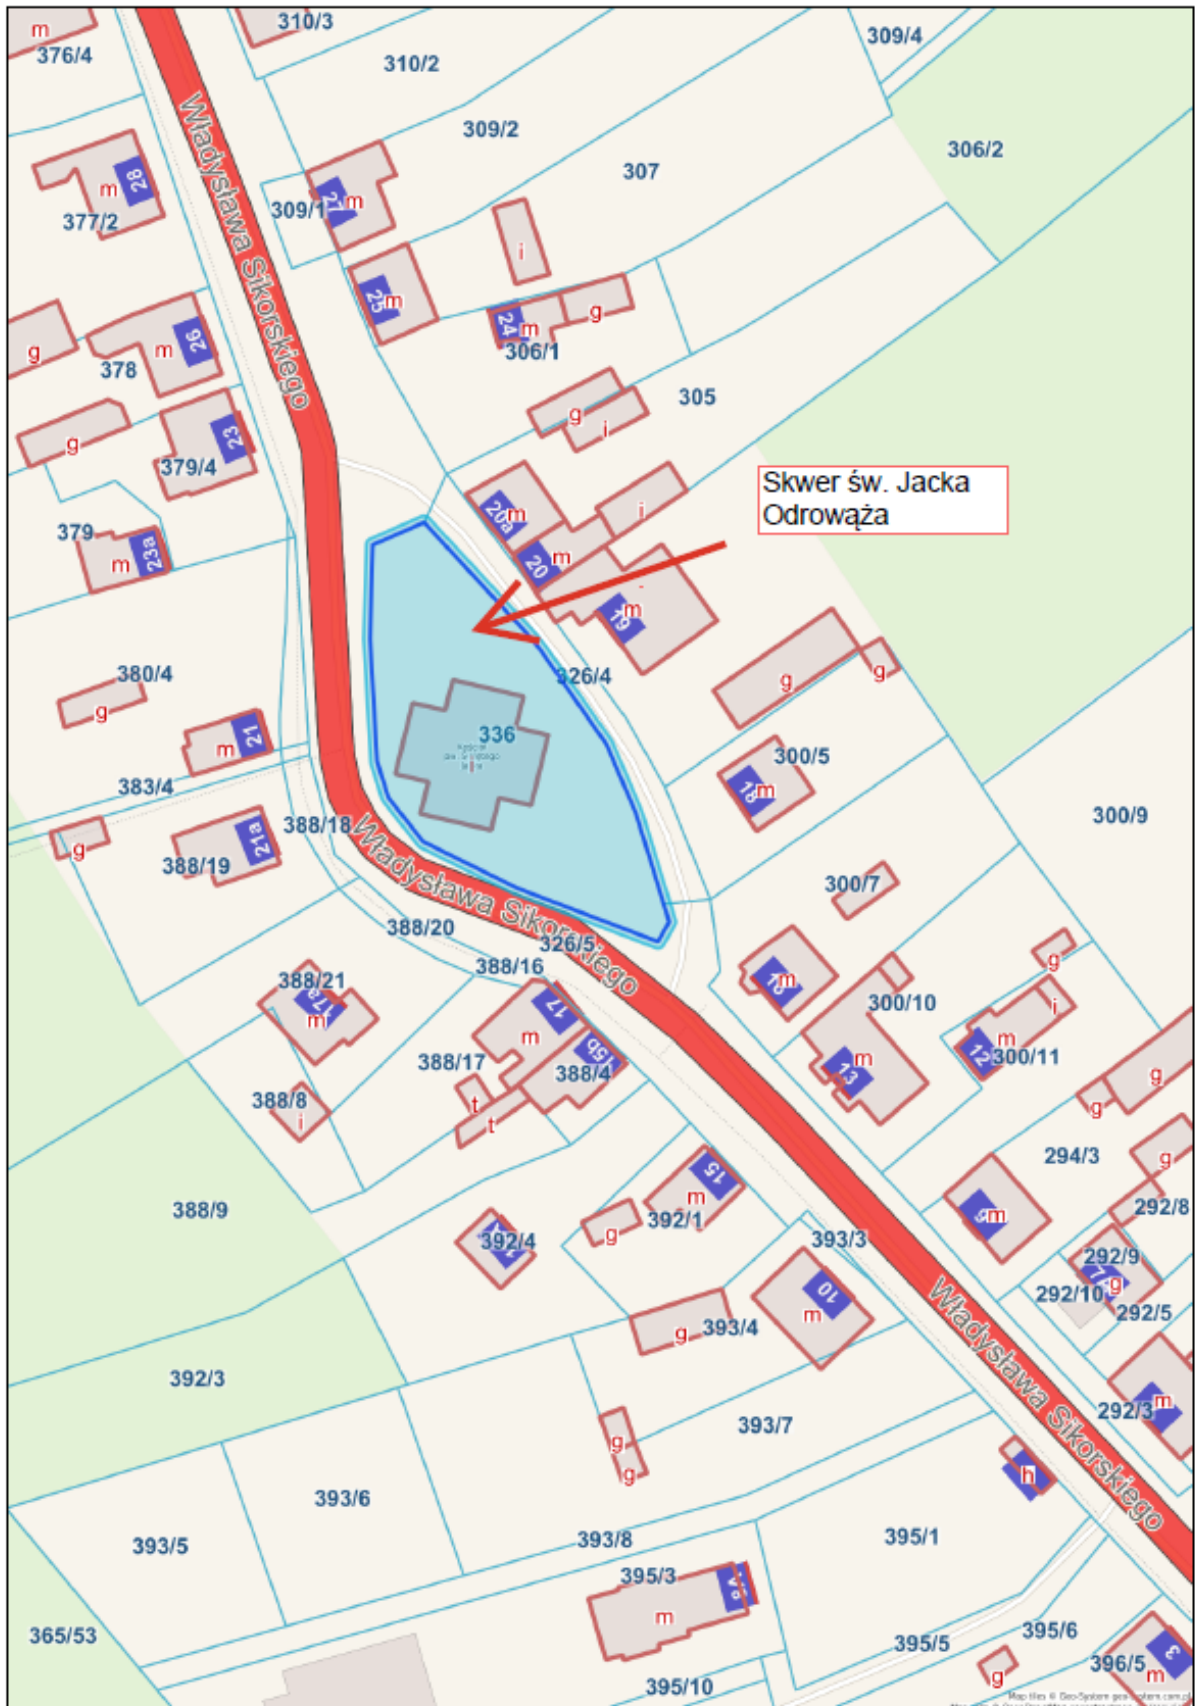 310/3
m
376/4
309/4
310/2
309/2
307
306/2
Władysława Sikorskiego
28
m
377/2
27
m
309/1
i
25
m
24
m
g
306/1
g
26
m
378
305
g
i
g
23
379/4
Skwer św. Jacka
Odrowąża
20a
m
i
379
m
23a
20
m
19
m
380/4
g
326/4
g
g
m
21
336
383/4
300/5
18
m
388/18
300/9
g
21a
388/19
Władysława Sikorskiego
300/7
388/20
326/5
388/16
g
388/21
17a
m
m
300/10
i
17
m
m
12
300/11
15b
388/17
388/4
m
13
g
g
388/8
i
t
t
294/3
g
15
m
388/9
392/1
g
392/4
393/3
m
292/8
292/9
g
292/10
292/5
10
m
g
393/4
Władysława Sikorskiego
392/3
m
292/3
g
393/7
g
h
393/6
393/5
393/8
395/1
395/3
m
365/53
395/6
395/5
g
3
396/5
m
395/10